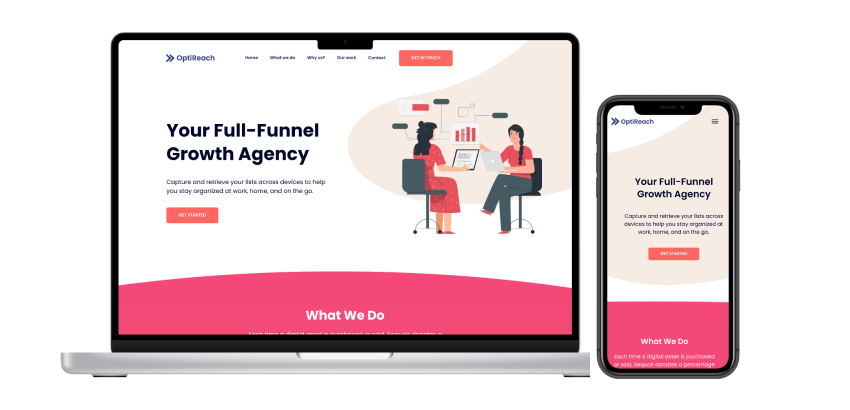 OptiReach
Home What we do Why us? Our work Contact GET IN TOUCH
Your Full-Funnel
Growth Agency
Capture and retrieve your lists across devices to help
you stay organized at work, home, and on the go.
GET STARTED
What We Do
Each time a digital asset is purchased or sold, Sequoir donates a
OptiReach
Your Full-Funnel
Growth Agency
Capture and retrieve your lists across
devices to help you stay organized at
work, home, and on the go.
GET STARTED
What We Do
Each time a digital asset is purchased
or sold, Sequoir donates a percentage